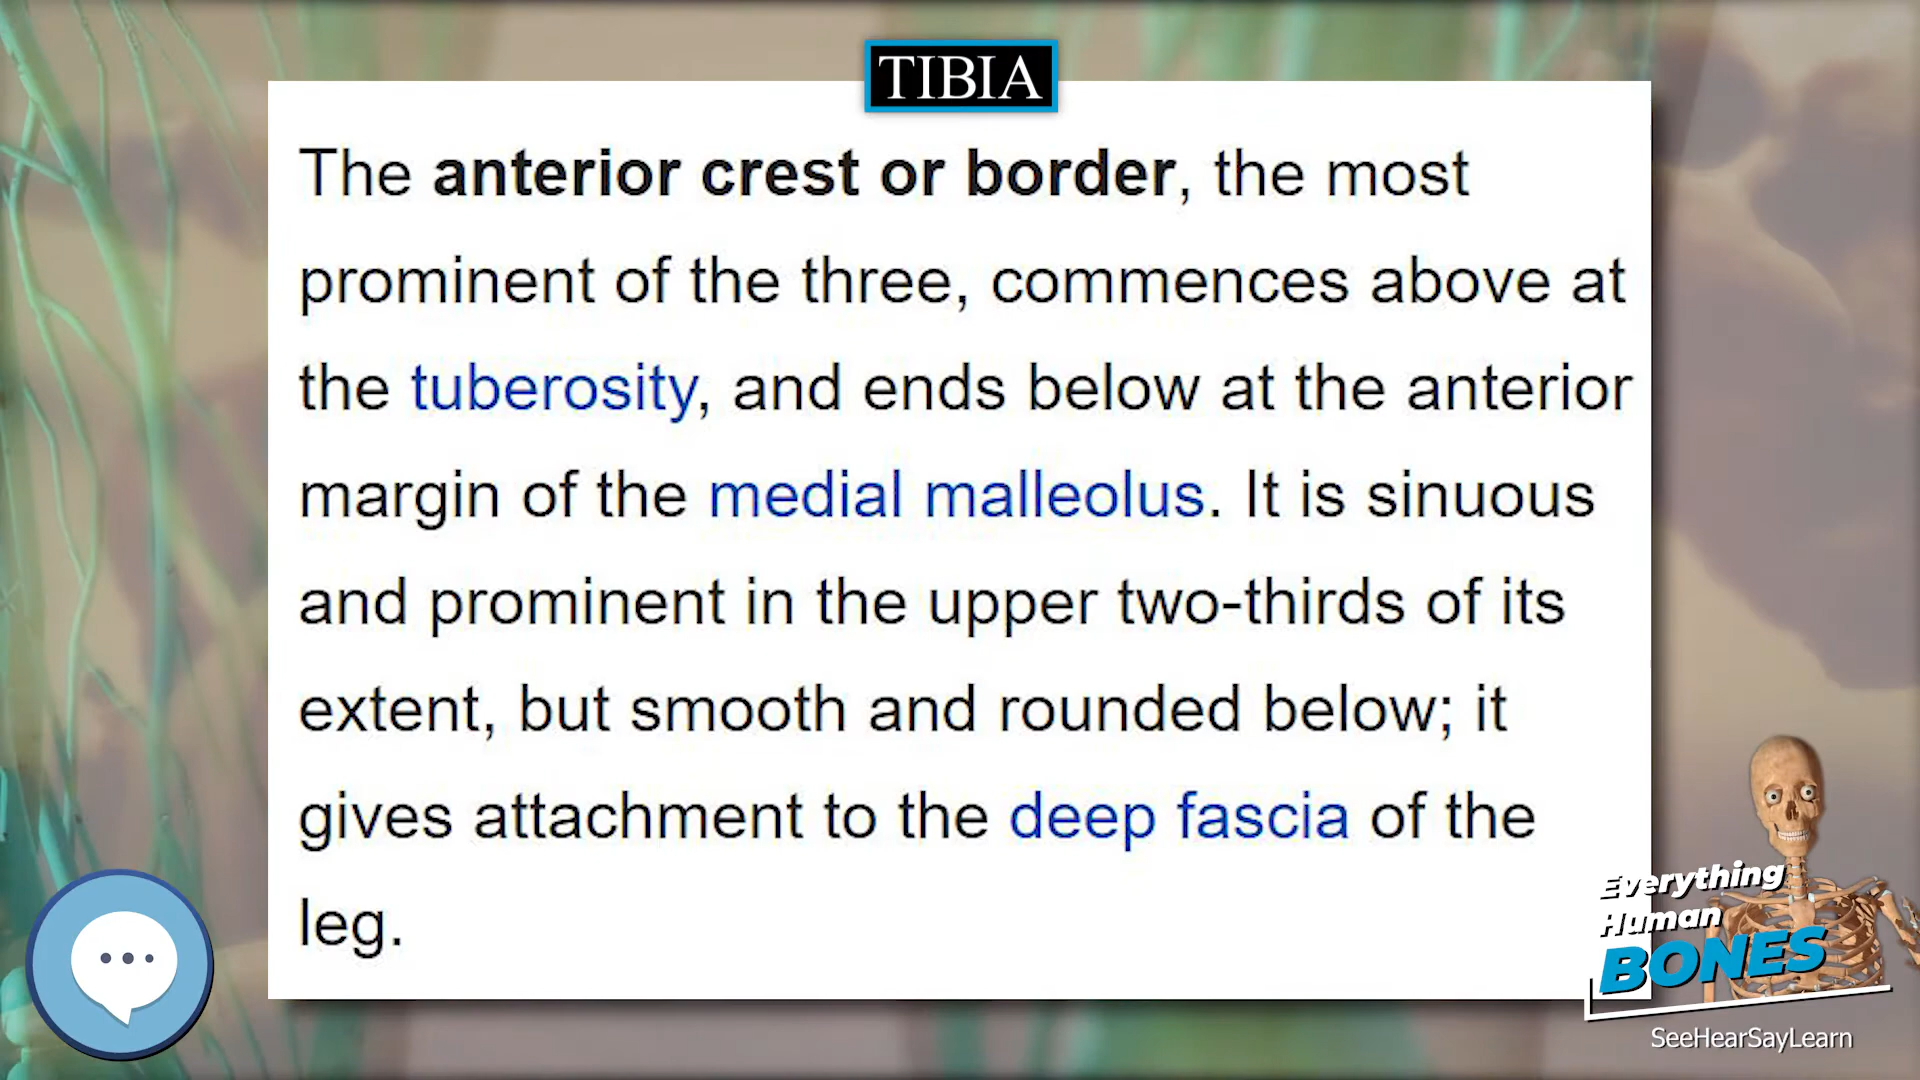 TIBIA
The anterior crest or border, the most
prominent of the three, commences above at
the tuberosity, and ends below at the anterior
margin of the medial malleolus. It is sinuous
and prominent in the upper two-thirds of its
extent, but smooth and rounded below; it
gives attachment to the deep fascia of the
leg.
Everything
Human
BONES
SeeHearSayLearn